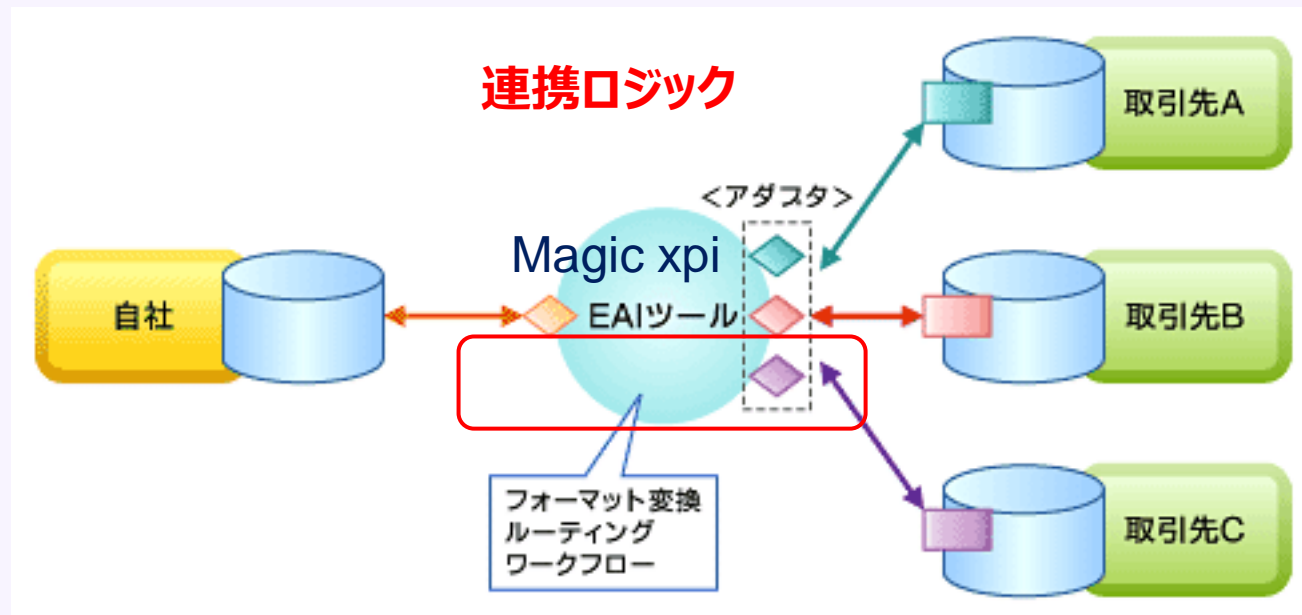 連携ロジック
取引先A
<アダプタ>
Magic xpi
自社
EAIツール
取引先B
フォーマット変換
ルーティング
ワークフロー
取引先C